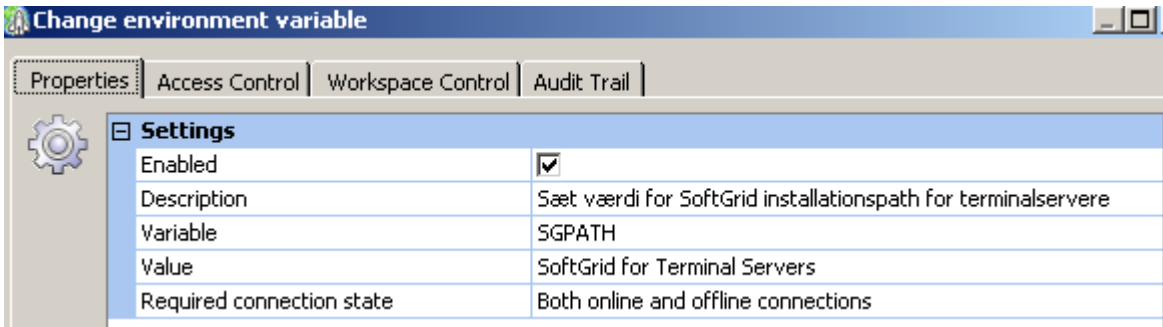 Change environment variable
Properties Access Control Workspace Control Audit Trail
Settings
Enabled
Description Sæt værdi for SoftGrid installationspath for terminalservere
Variable SGPATH
Value SoftGrid for Terminal Servers
Required connection state Both online and offline connections